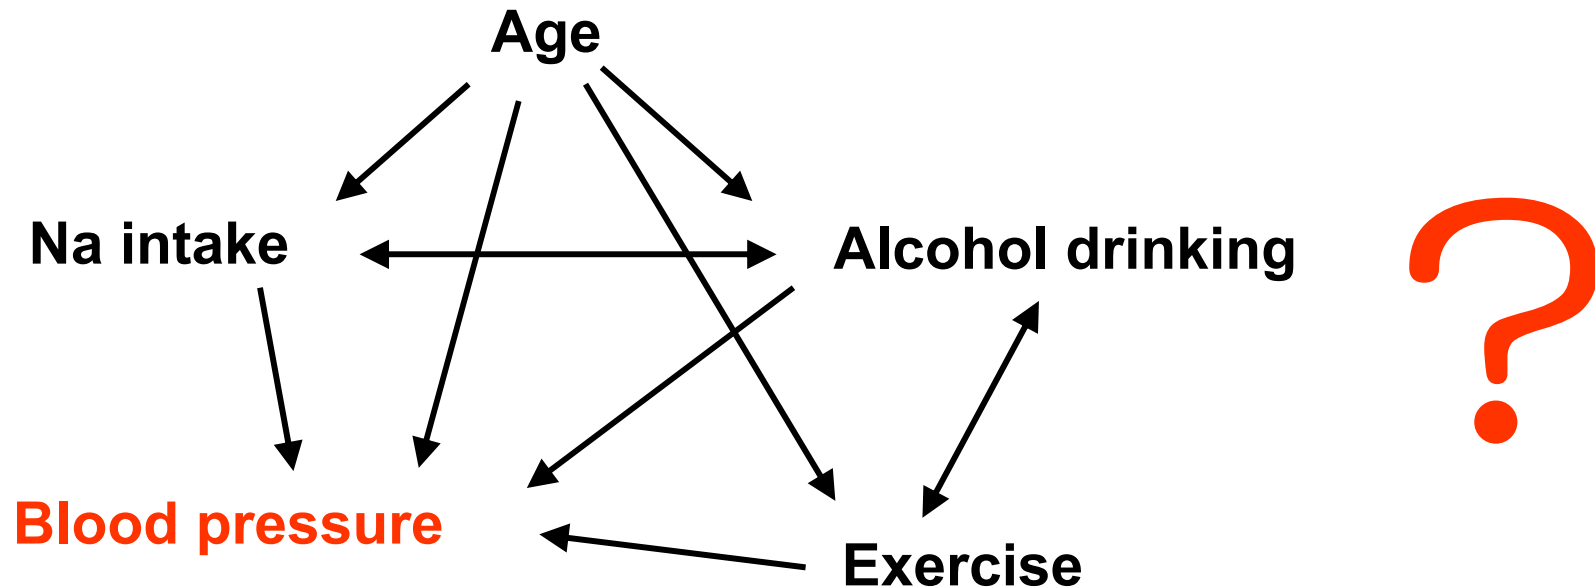 Age
Na intake
Alcohol drinking
?
Blood pressure
Exercise